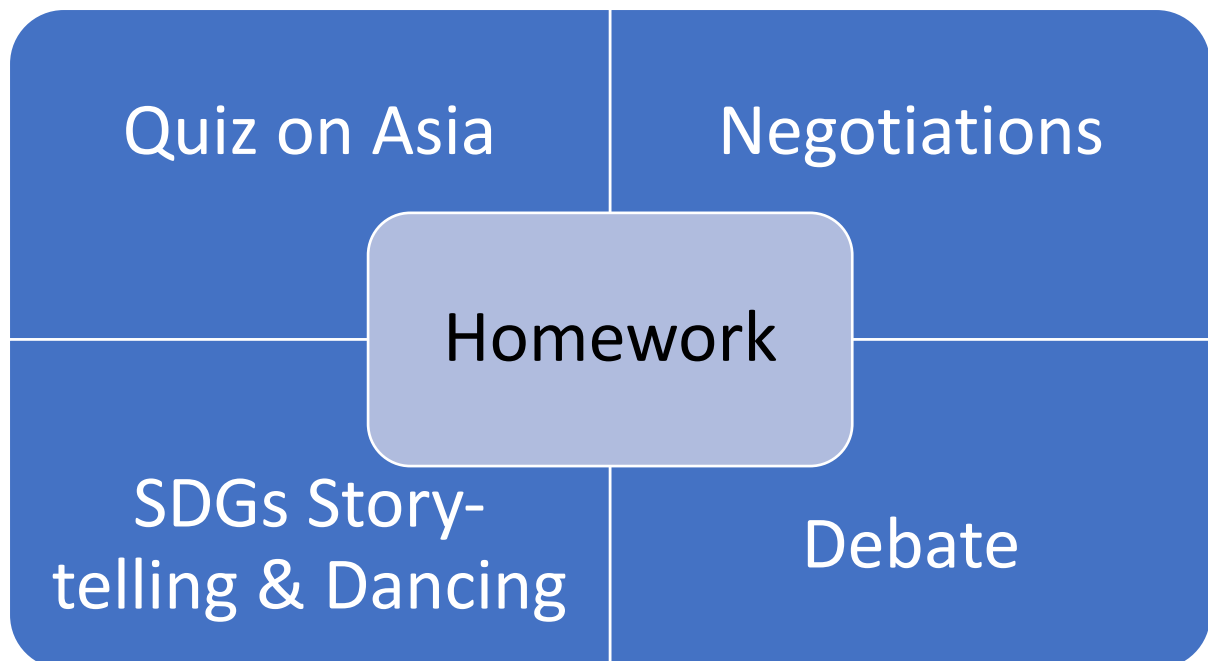 Quiz on Asia
Negotiations
Homework
SDGs Story-
telling & Dancing
Debate